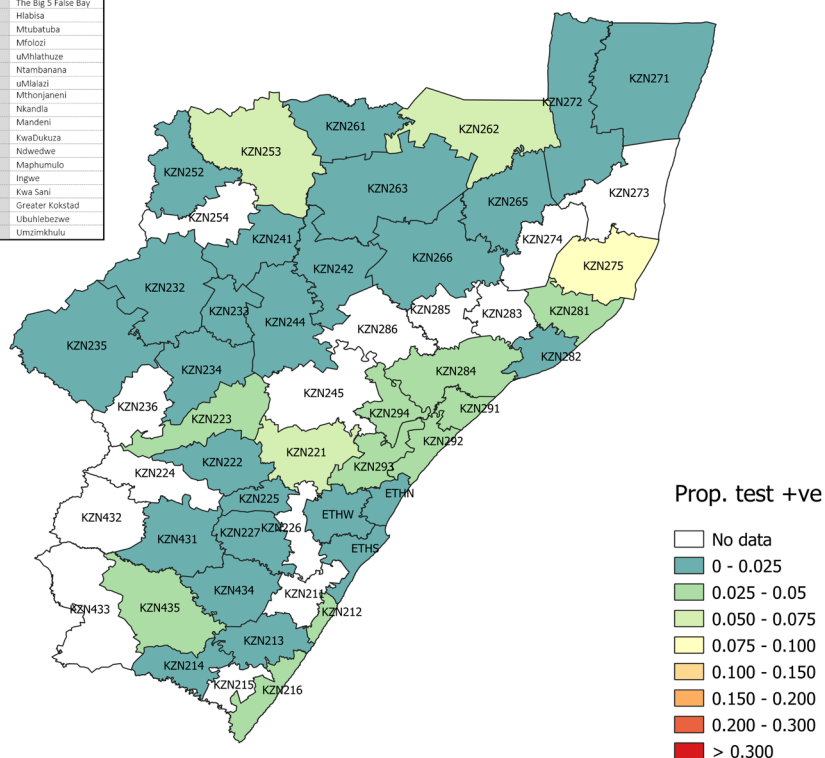 The Big 5 False Bay
Hlabisa
Mtubatuba
Mfolozi
uMhlathuze
Ntambanana
uMlalazi
Mthonjaneni
Nkandla
Mandeni
KwaDukuza
Ndwedwe
Maphumulo
Ingwe
Kwa Sani
Greater Kokstad
Ubuhlebezwe
Umzimkhulu
KZN271
KZN272
KZN261
KZN262
KZN253
KZN252
KZN263
KZN273
KZN265
KZN254
KZN241
KZN274
KZN266
KZN242
KZN275
KZN232
KZN233
KZN285
KZN283
KZN281
KZN244
KZN286
KZN235
KZN282
KZN234
KZN284
KZN245
KZN236
KZN291
KZN294
KZN223
KZN292
KZN221
KZN222
KZN293
KZN224
ETHN
KZN225
ETHW
KZN432
KZN227
KZN226
KZN431
ETHS
KZN434
KZN211
KZN435
KZN433
KZN212
KZN213
KZN214
KZN215
KZN216
Prop. test +ve
No data
0 - 0.025
0.025 - 0.05
0.050 - 0.075
0.075 - 0.100
0.100 - 0.150
0.150 - 0.200
0.200 - 0.300
> 0.300